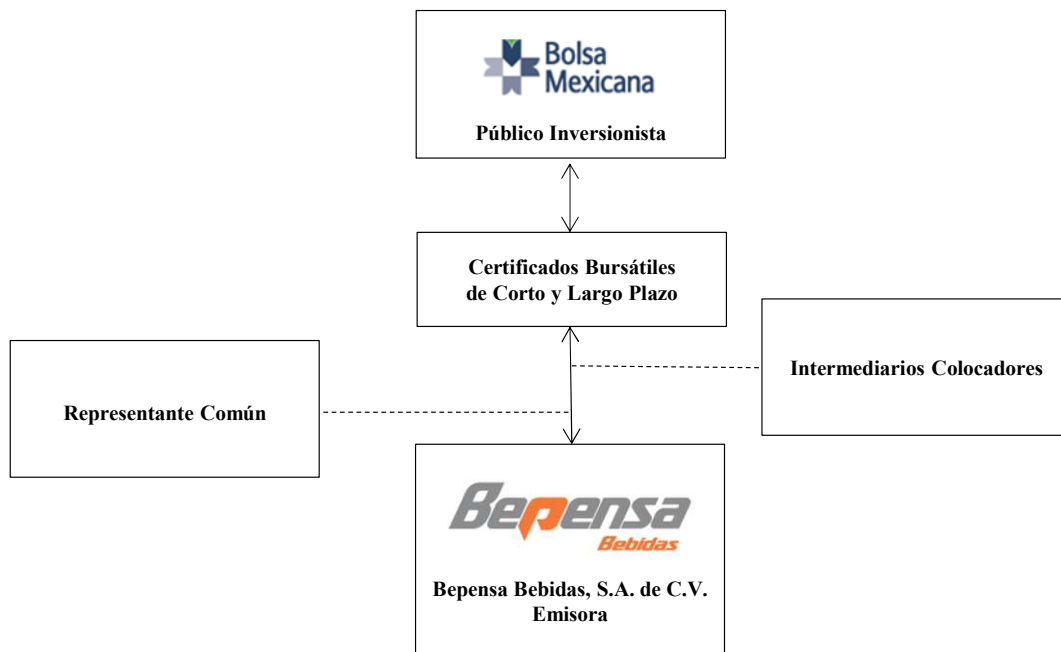 Bolsa
Mexicana
Público Inversionista
Certificados Bursátiles
de Corto y Largo Plazo
Intermediarios Colocadores
Representante Común
Bepensa
Bebidas
Bepensa Bebidas, S.A. de C.V.
Emisora